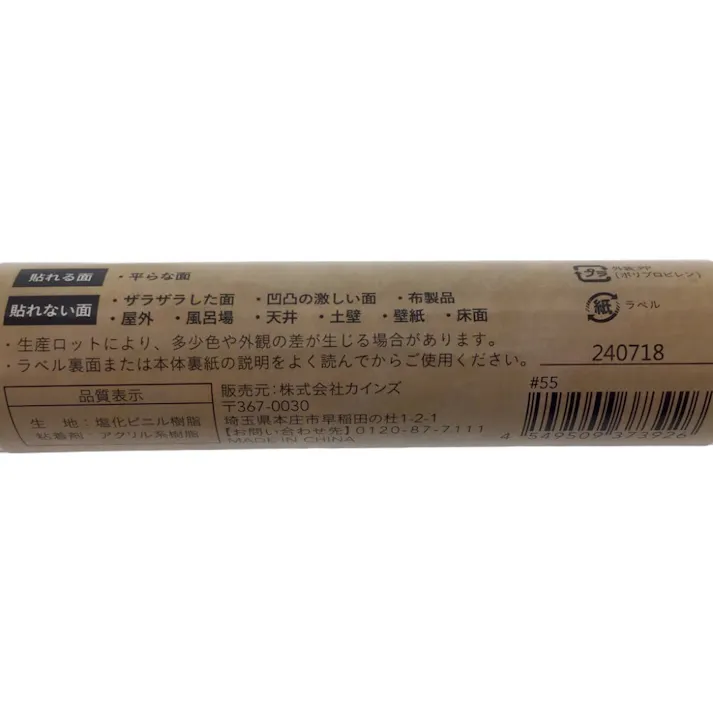 貼れる面 ・平らな面
貼れない面 ・ザラザラした面 ・凹凸の激しい面 ・布製品
・屋外 ・風呂場 ・天井 ・土壁 ・壁紙 ・床面
・生産ロットにより、多少色や外観の差が生じる場合があります。
・ラベル裏面または本体裏紙の説明をよく読んでからご使用ください。
品質表示
生 地：塩化ビニル樹脂
粘着剤：アクリル系樹脂
販売元：株式会社カインズ
〒367-0030
埼玉県本庄市早稲田の杜1-2-1
【お問い合わせ先】0120-87-7111
MADE IN CHINA
プラ
(ポリプロピレン)
紙 ラベル
240718
#55
4 549509 373926